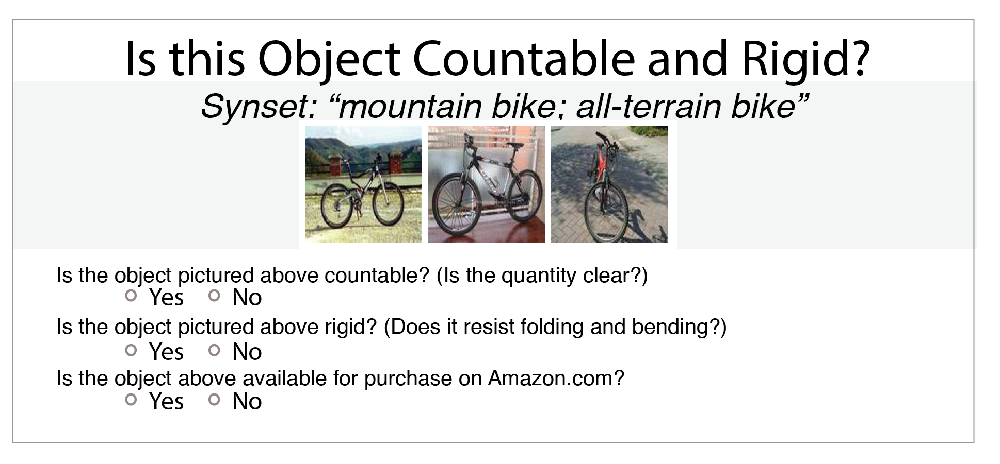 Is this Object Countable and Rigid?
Synset: “mountain bike; all-terrain bike”
Is the object pictured above countable? (Is the quantity clear?)
Yes No
Is the object pictured above rigid? (Does it resist folding and bending?)
Yes No
Is the object above available for purchase on Amazon.com?
Yes No